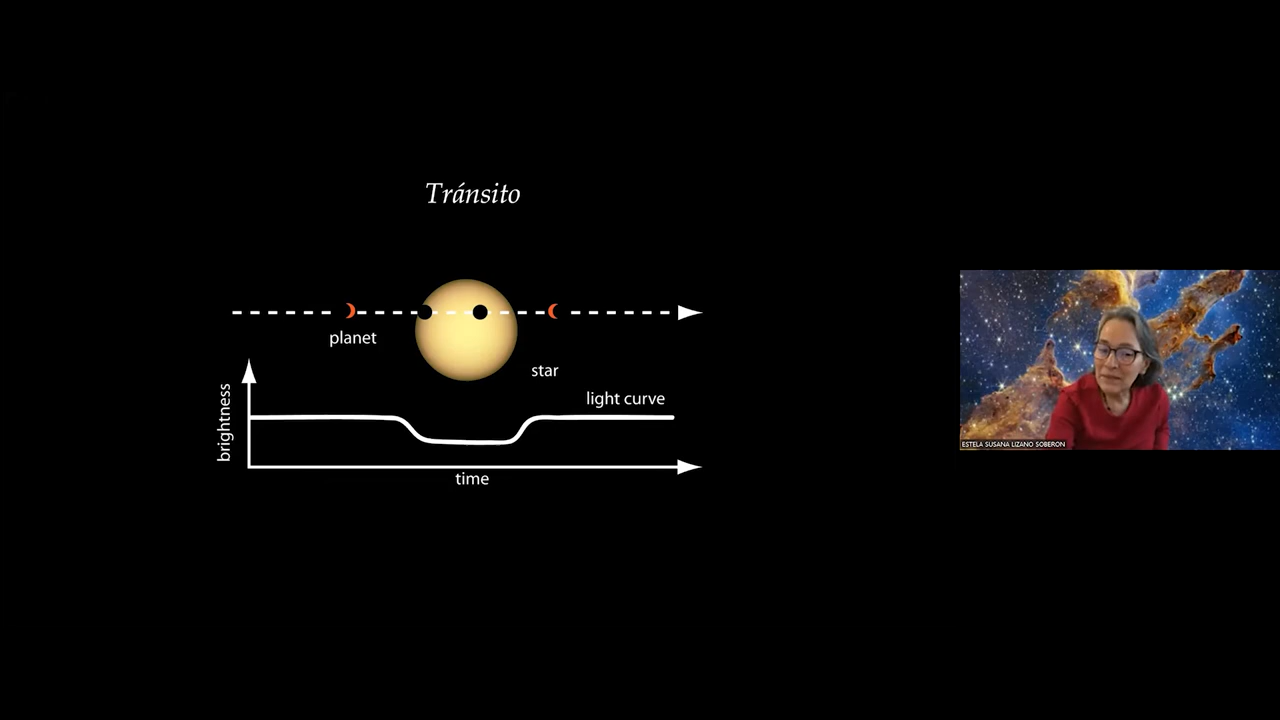 Tránsito
planet
star
light curve
brightness
time
ESTELA SUSANA LIZANO SOBERON